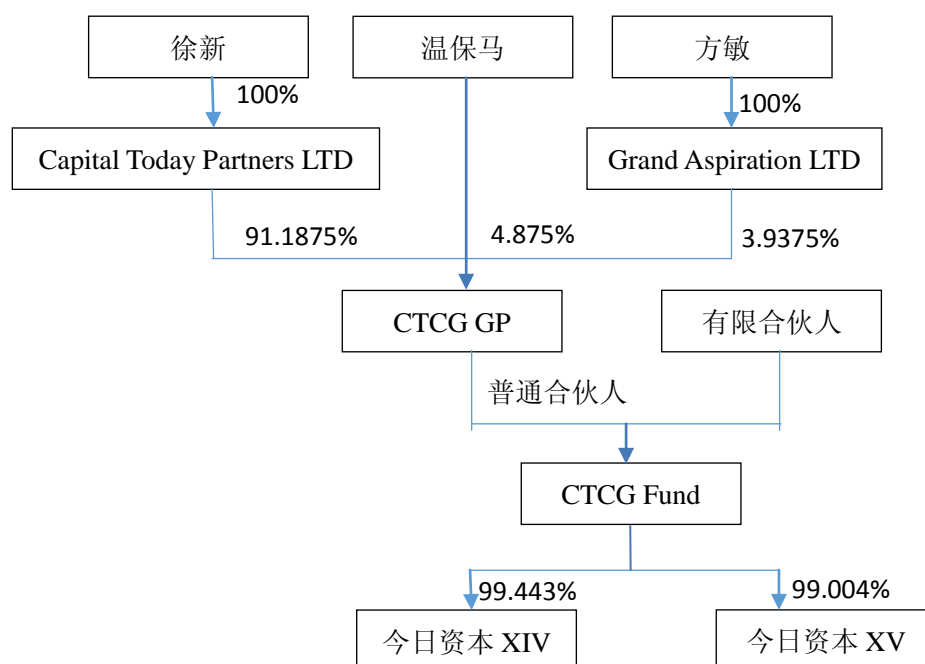 徐新
温保马
方敏
100%
100%
Capital Today Partners LTD
Grand Aspiration LTD
91.1875%
4.875%
3.9375%
CTCG GP
有限合伙人
普通合伙人
CTCG Fund
99.443%
99.004%
今日资本 XIV
今日资本 XV